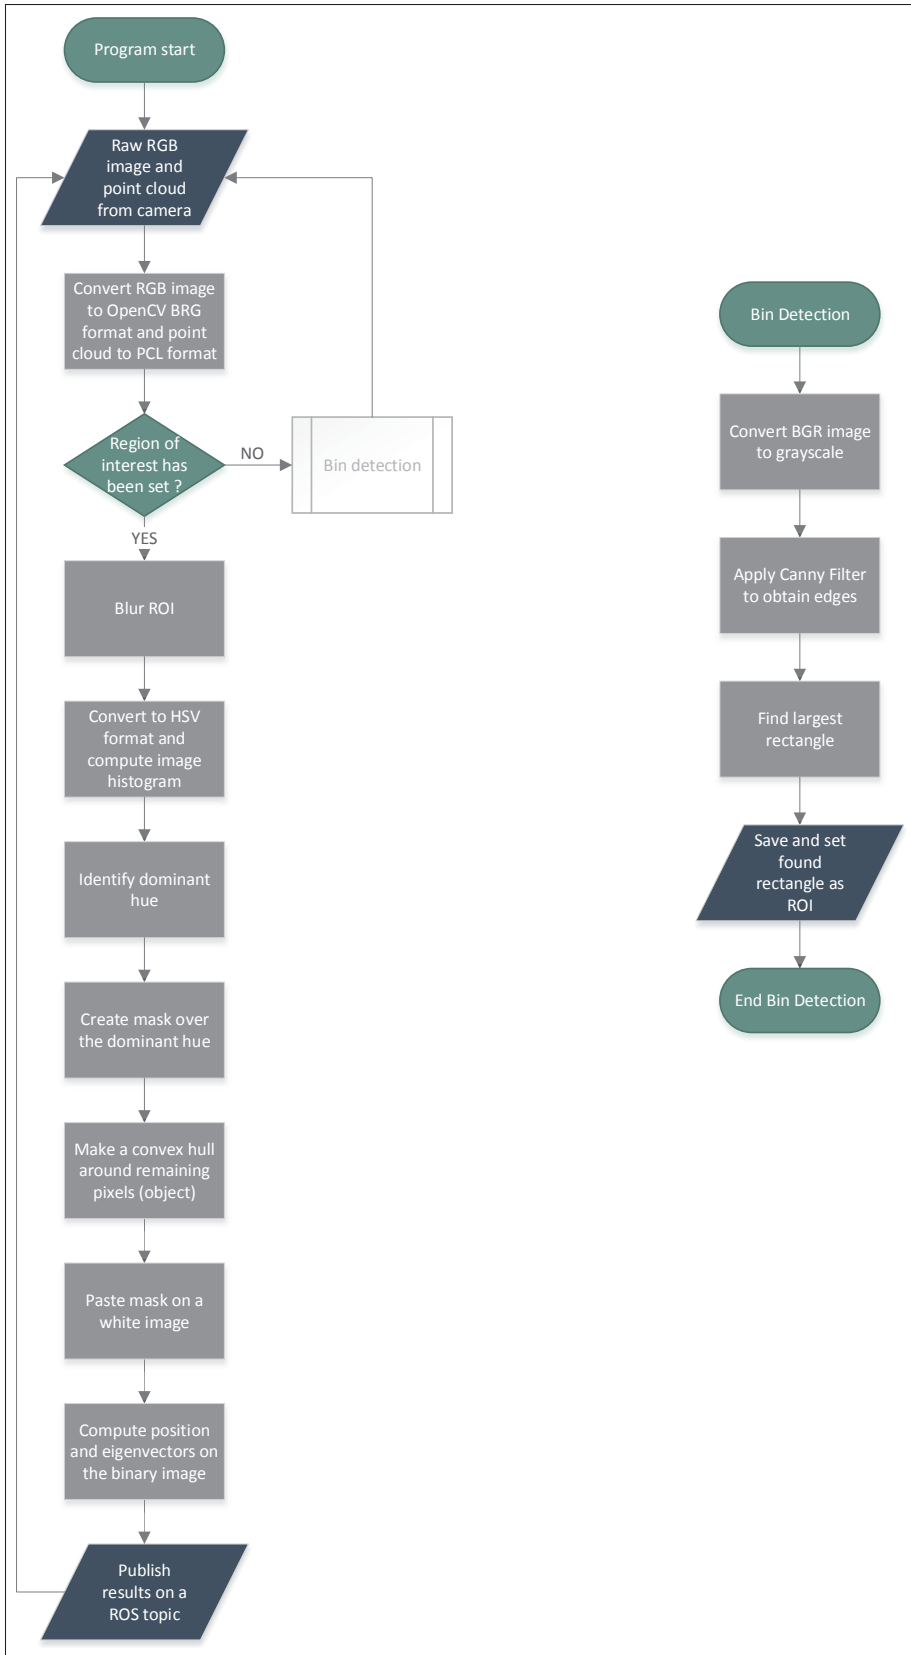 Program start
Raw RGB
image and
point cloud
from camera
Convert RGB image
to OpenCV BRG
format and point
cloud to PCL format
Region of
interest has
been set ?
NO
Bin detection
YES
Blur ROI
Convert to HSV
format and
compute image
histogram
Identify dominant
hue
Create mask over
the dominant hue
Make a convex hull
around remaining
pixels (object)
Paste mask on a
white image
Compute position
and eigenvectors on
the binary image
Publish
results on a
ROS topic
Bin Detection
Convert BGR image
to grayscale
Apply Canny Filter
to obtain edges
Find largest
rectangle
Save and set
found
rectangle as
ROI
End Bin Detection